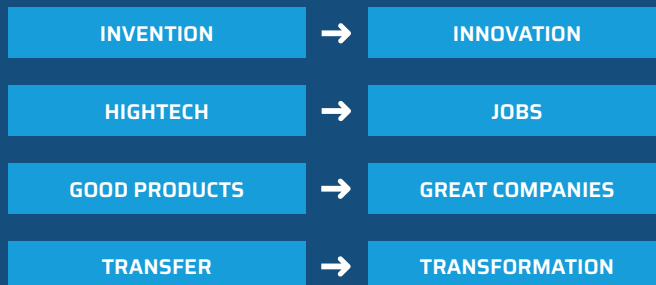 INVENTION → INNOVATION
HIGHTECH → JOBS
GOOD PRODUCTS → GREAT COMPANIES
TRANSFER → TRANSFORMATION